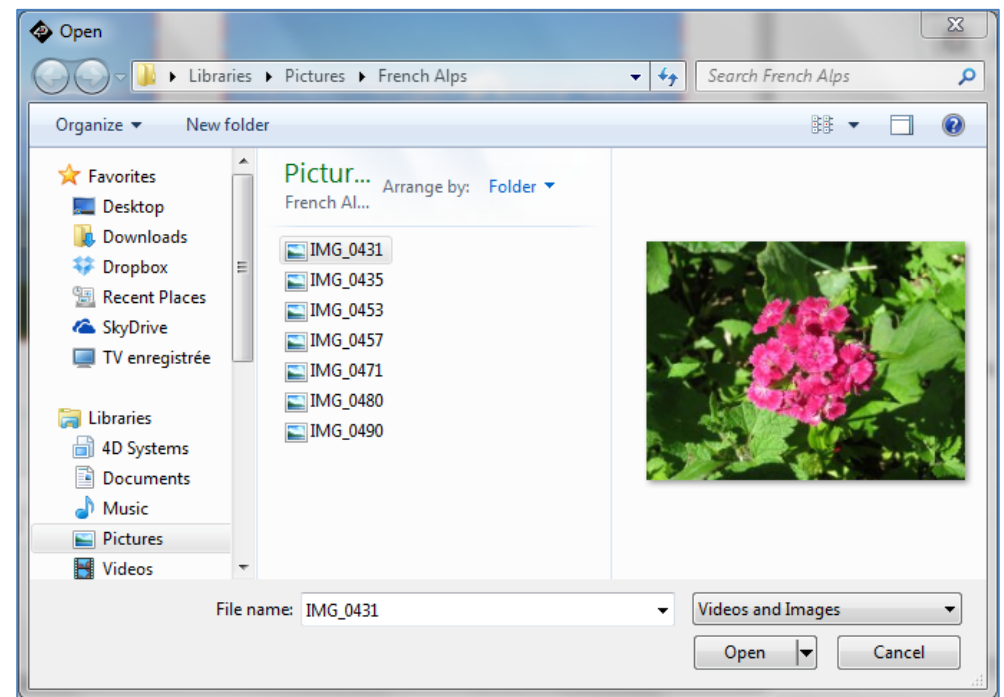 Open
Libraries Pictures French Alps
Search French Alps
Organize New folder
Favorites
Desktop
Downloads
Dropbox
Recent Places
SkyDrive
TV enregistrée
Libraries
4D Systems
Documents
Music
Pictures
Videos
Pictur... Arrange by: Folder
French Al...
IMG_0431
IMG_0435
IMG_0453
IMG_0457
IMG_0471
IMG_0480
IMG_0490
File name: IMG_0431 Videos and Images
Open Cancel